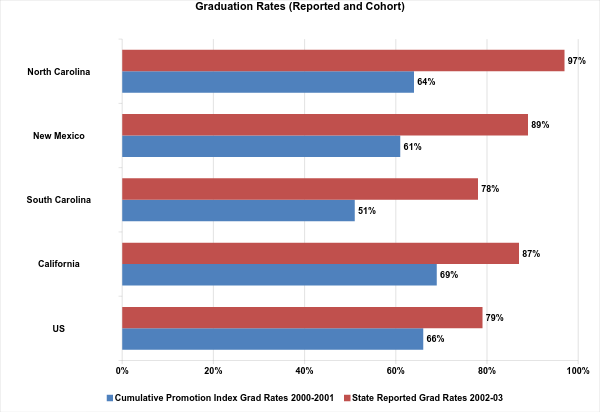 Graduation Rates (Reported and Cohort)
North Carolina
97%
64%
New Mexico
89%
61%
South Carolina
78%
51%
California
87%
69%
US
79%
66%
0% 20% 40% 60% 80% 100%
Cumulative Promotion Index Grad Rates 2000-2001 State Reported Grad Rates 2002-03